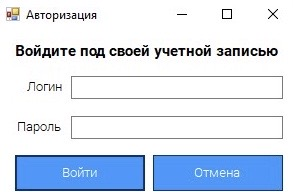 Авторизация
Войдите под своей учетной записью
Логин
Пароль
Войти Отмена